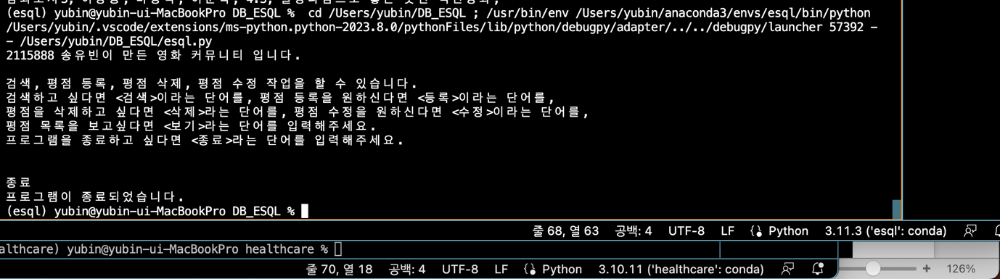 (esql) yubin@yubin-ui-MacBookPro DB_ESQL %  cd /Users/yubin/DB_ESQL ; /usr/bin/env /Users/yubin/anaconda3/envs/esql/bin/python
/Users/yubin/.vscode/extensions/ms-python.python-2023.8.0/pythonFiles/lib/python/debugpy/adapter/../../debugpy/launcher 57392 -
- /Users/yubin/DB_ESQL/esql.py
2115888 송유빈이 만든 영화 커뮤니티 입니다.
검색, 평점 등록, 평점 삭제, 평점 수정 작업을 할 수 있습니다.
검색하고 싶다면 <검색>이라는 단어를, 평점 등록을 원하신다면 <등록>이라는 단어를,
평점을 삭제하고 싶다면 <삭제>라는 단어를, 평점 수정을 원하신다면 <수정>이라는 단어를,
평점 목록을 보고싶다면 <보기>라는 단어를 입력해주세요.
프로그램을 종료하고 싶다면 <종료>라는 단어를 입력해주세요.
종료
프로그램이 종료되었습니다.
(esql) yubin@yubin-ui-MacBookPro DB_ESQL %
줄 68, 열 63 공백: 4 UTF-8 LF Python 3.11.3 ('esql': conda)
althcare) yubin@yubin-ui-MacBookPro healthcare %
줄 70, 열 18 공백: 4 UTF-8 LF Python 3.10.11 ('healthcare': conda) 126%